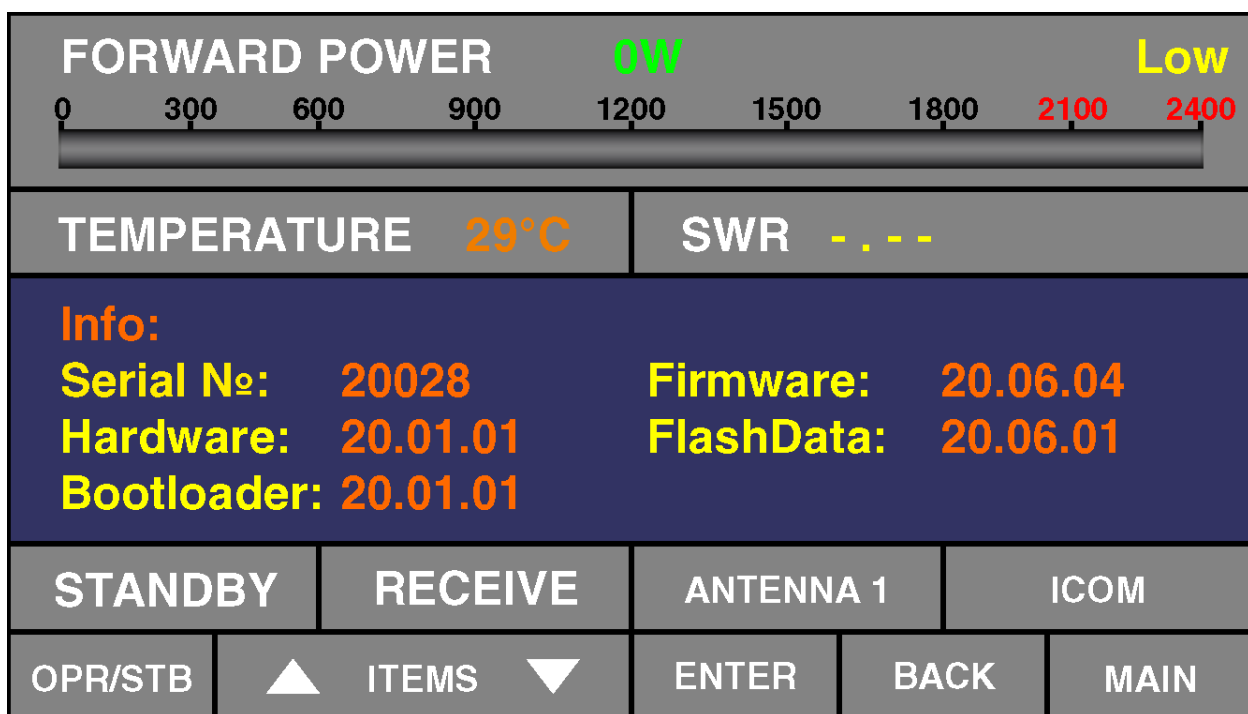 FORWARD POWER 0W Low
0 300 600 900 1200 1500 1800 2100 2400
TEMPERATURE 29°C SWR -.--
Info:
Serial №: 20028 Firmware: 20.06.04
Hardware: 20.01.01 FlashData: 20.06.01
Bootloader: 20.01.01
STANDBY RECEIVE ANTENNA 1 ICOM
OPR/STB ▲ ITEMS ▼ ENTER BACK MAIN